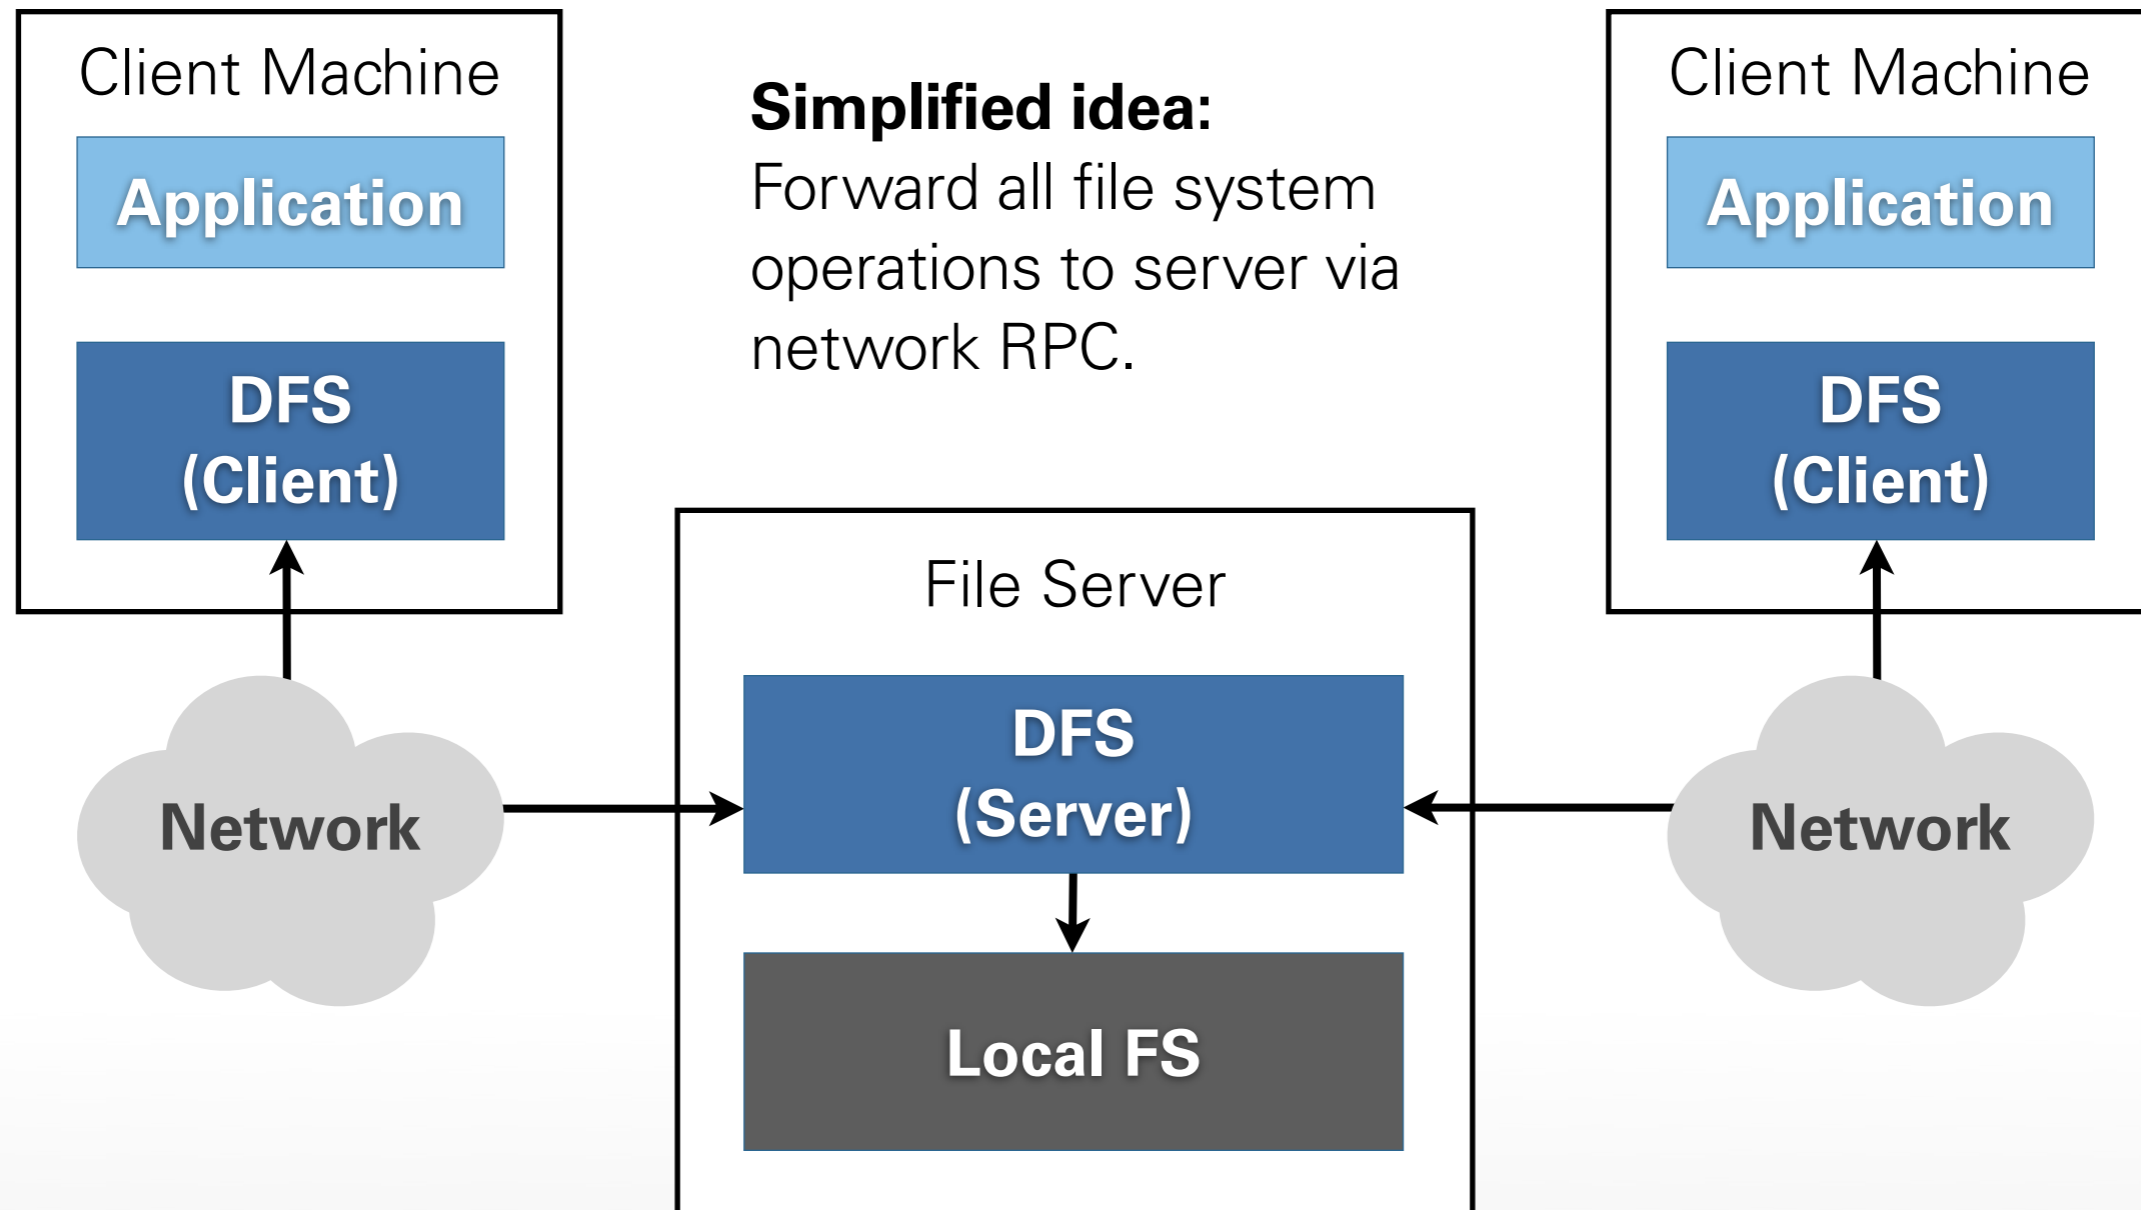 Client Machine
Application
DFS
(Client)
Network
Simplified idea:
Forward all file system
operations to server via
network RPC.
File Server
DFS
(Server)
Local FS
Client Machine
Application
DFS
(Client)
Network